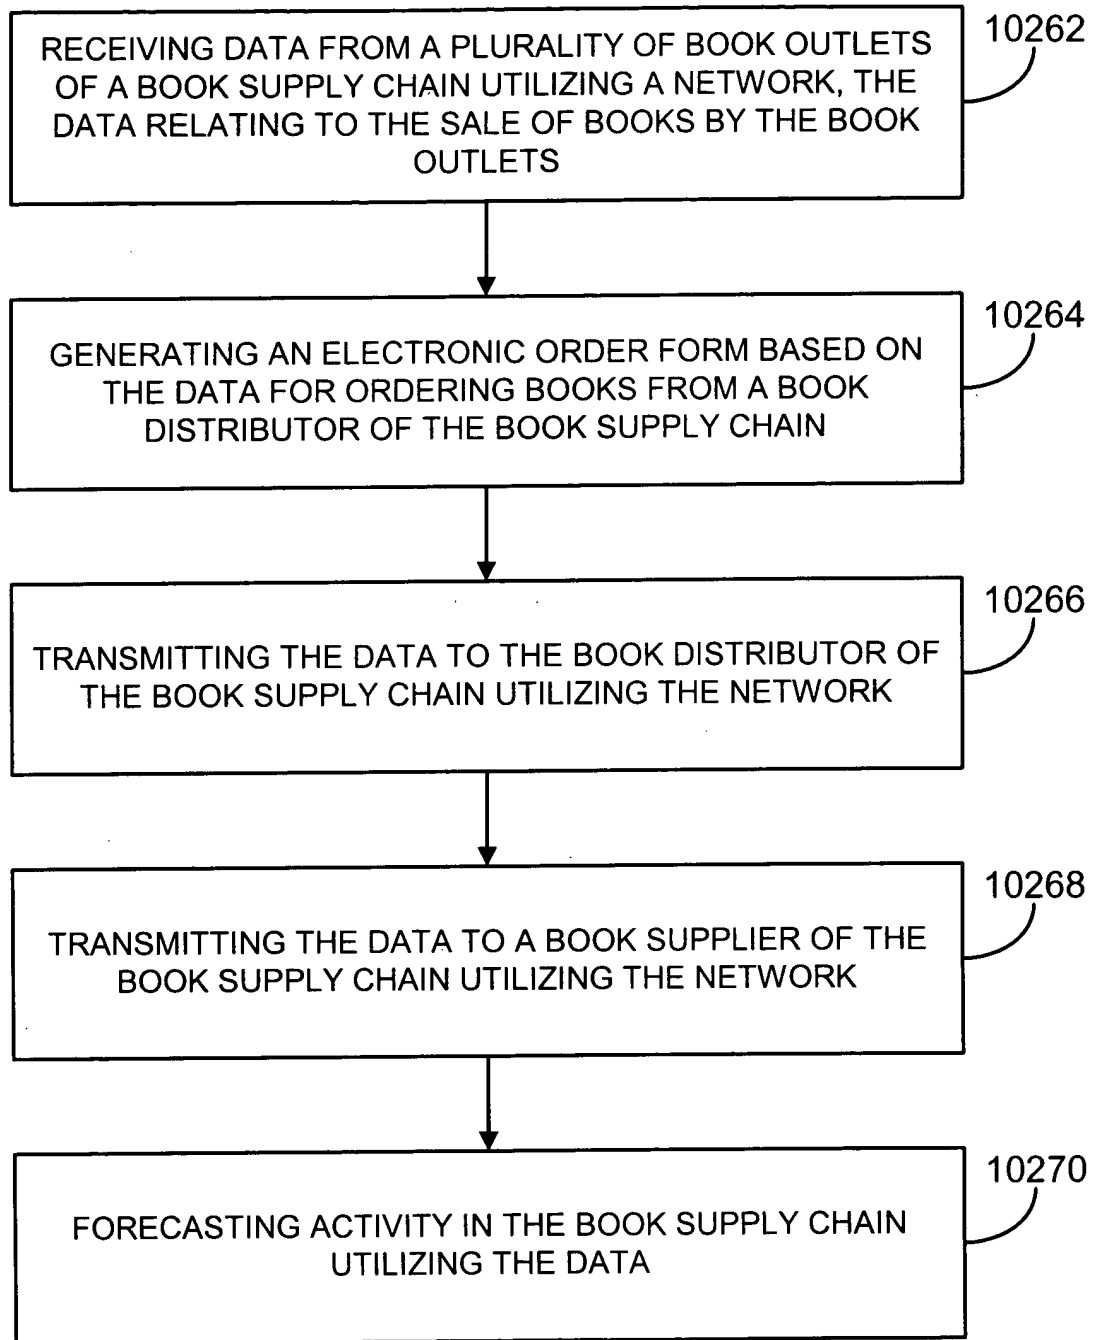 RECEIVING DATA FROM A PLURALITY OF BOOK OUTLETS
OF A BOOK SUPPLY CHAIN UTILIZING A NETWORK, THE
DATA RELATING TO THE SALE OF BOOKS BY THE BOOK
OUTLETS
10262
GENERATING AN ELECTRONIC ORDER FORM BASED ON
THE DATA FOR ORDERING BOOKS FROM A BOOK
DISTRIBUTOR OF THE BOOK SUPPLY CHAIN
10264
TRANSMITTING THE DATA TO THE BOOK DISTRIBUTOR OF
THE BOOK SUPPLY CHAIN UTILIZING THE NETWORK
10266
TRANSMITTING THE DATA TO A BOOK SUPPLIER OF THE
BOOK SUPPLY CHAIN UTILIZING THE NETWORK
10268
FORECASTING ACTIVITY IN THE BOOK SUPPLY CHAIN
UTILIZING THE DATA
10270